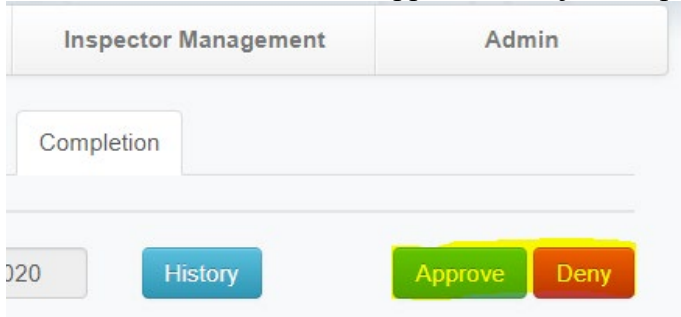 Inspector Management Admin
Completion
020 History Approve Deny